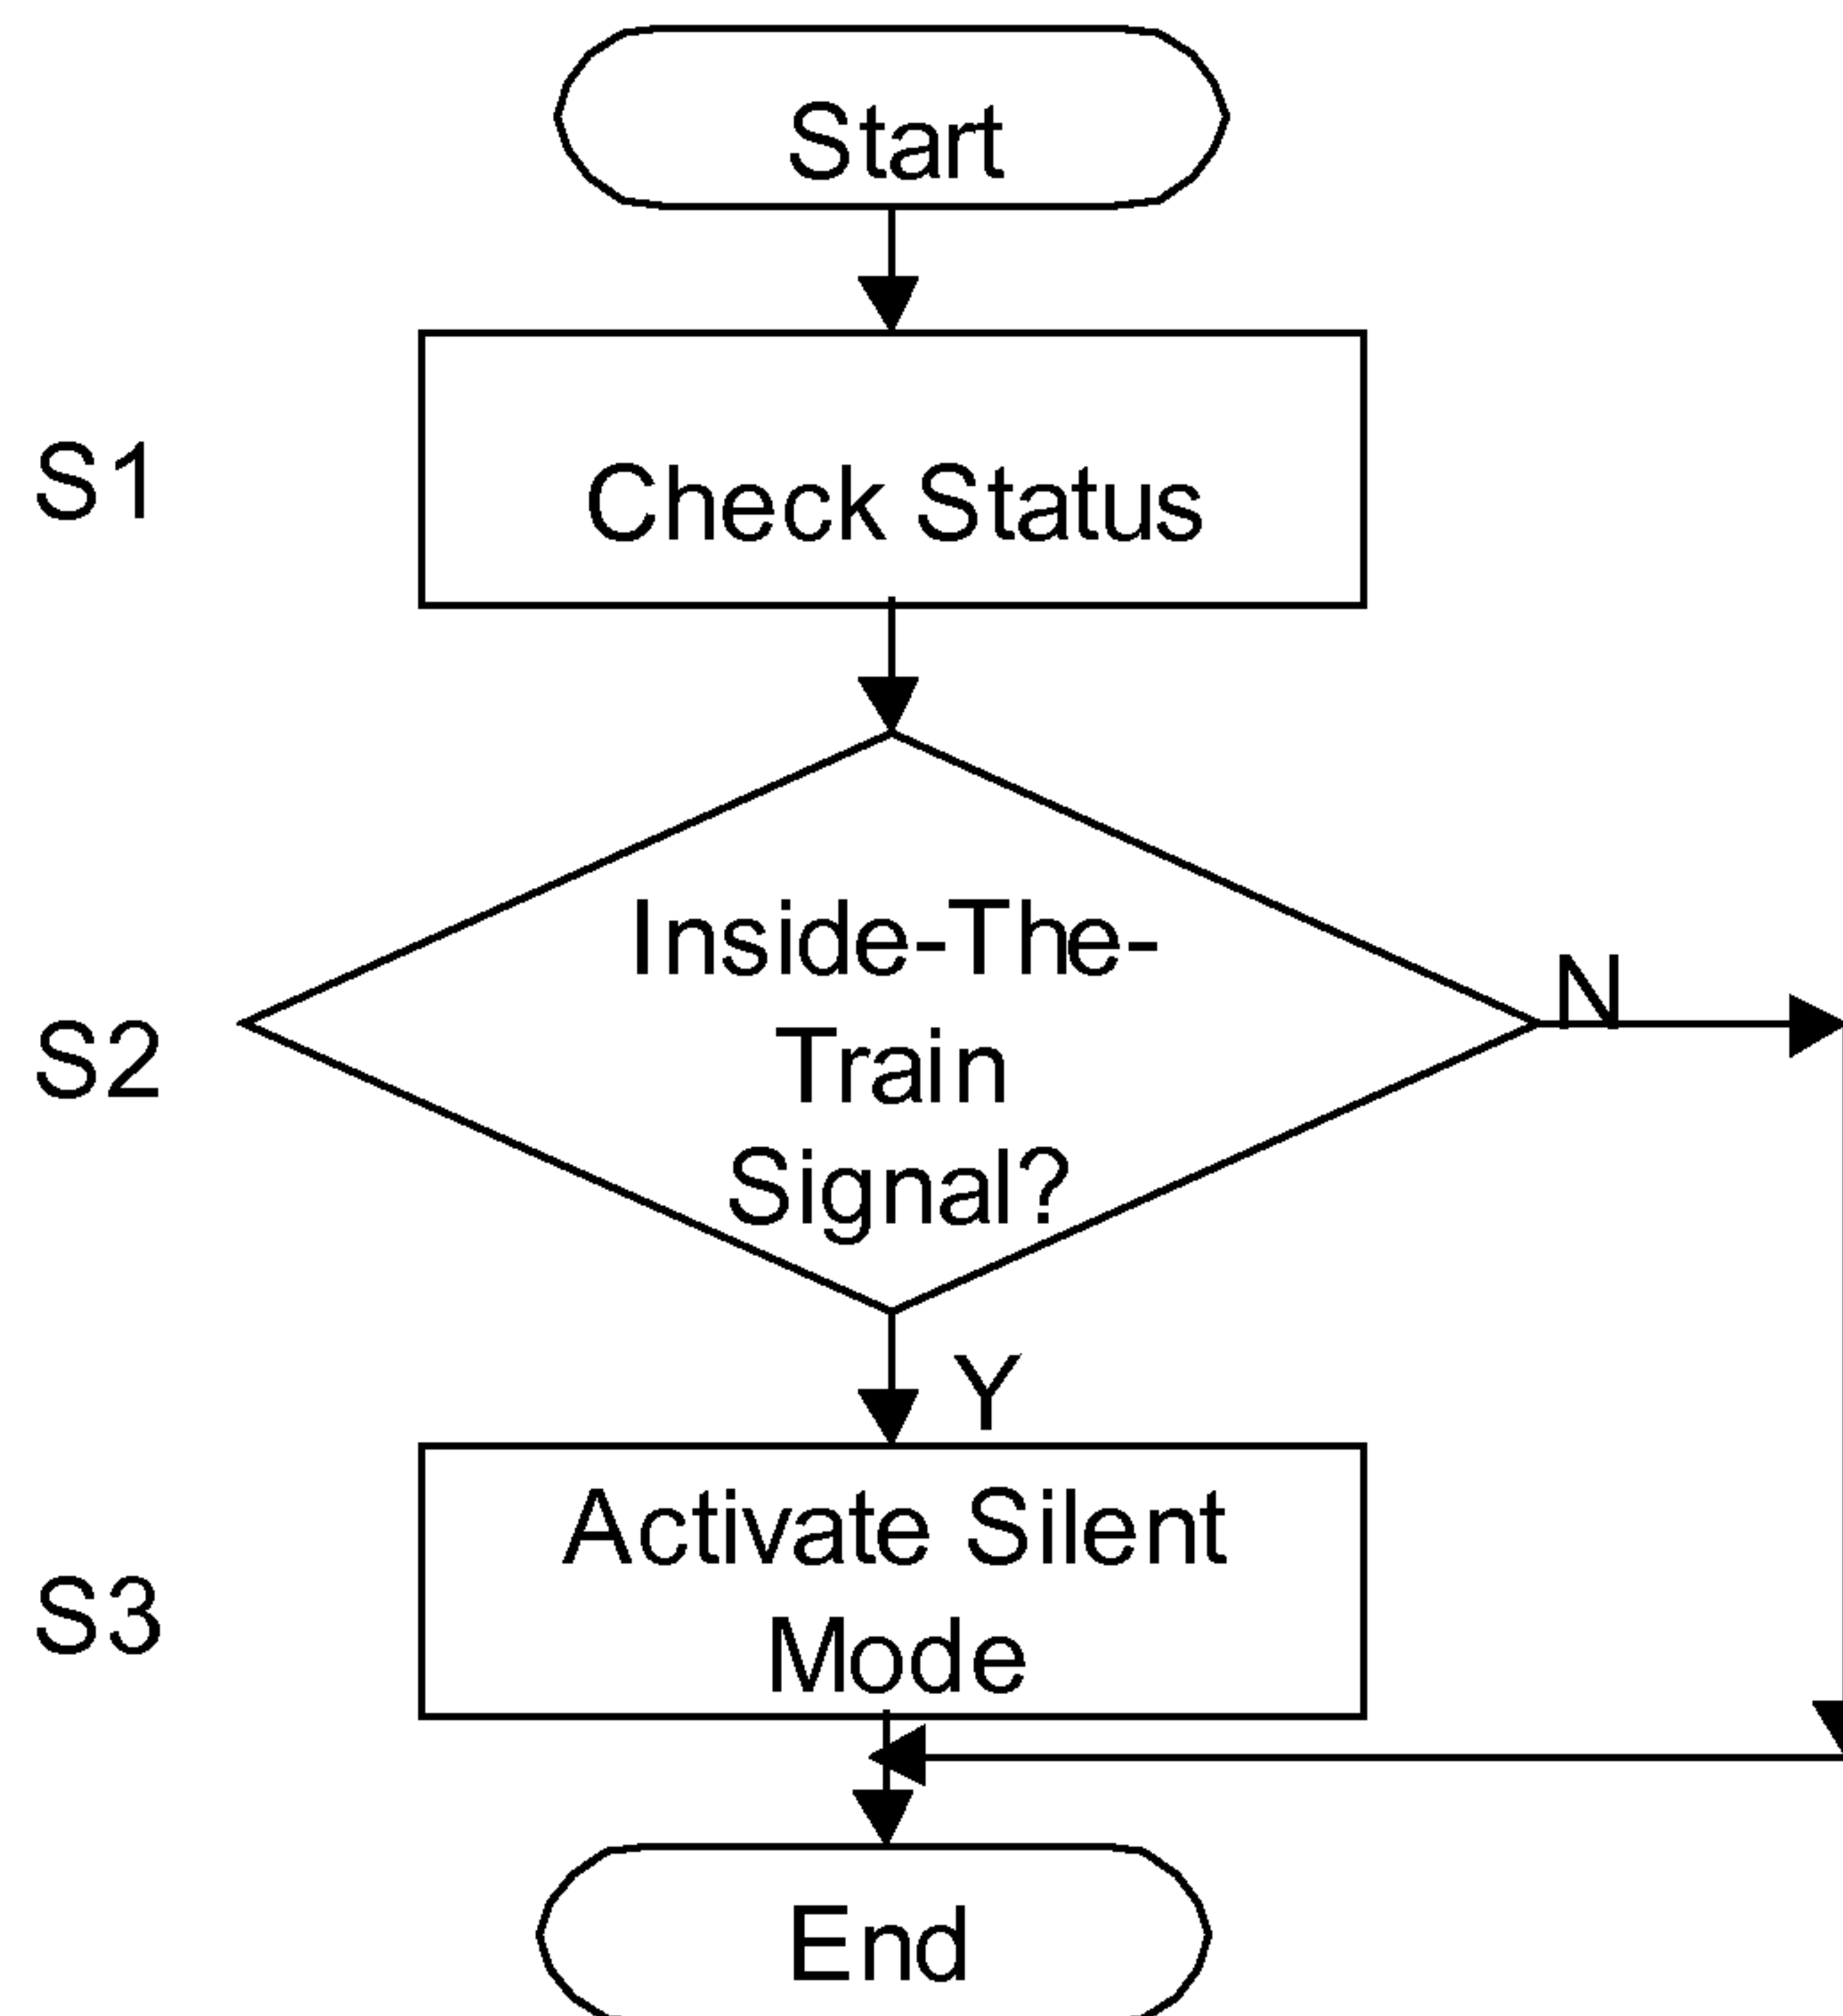 Start
S1
Check Status
S2
Inside-The-
Train
Signal?
N
Y
S3
Activate Silent
Mode
End